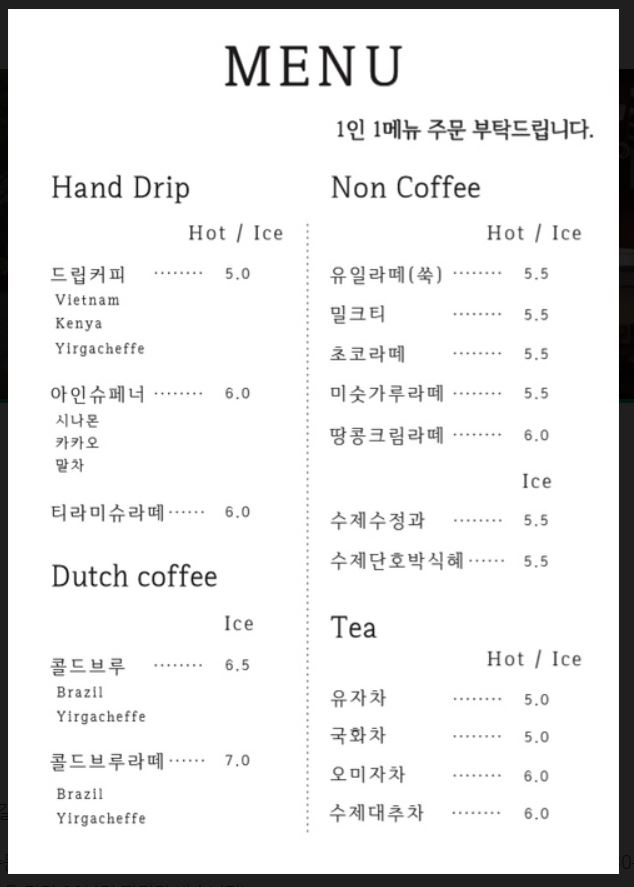 MENU
1인 1메뉴 주문 부탁드립니다.
Hand Drip
Hot / Ice
드립커피 ········ 5.0
Vietnam
Kenya
Yirgacheffe
아인슈페너 ········ 6.0
시나몬
카카오
말차
티라미슈라떼 ······ 6.0
Dutch coffee
Ice
콜드브루 ········ 6.5
Brazil
Yirgacheffe
콜드브루라떼 ······ 7.0
Brazil
Yirgacheffe
Non Coffee
Hot / Ice
유일라떼(쑥) ········ 5.5
밀크티 ········ 5.5
초코라떼 ········ 5.5
미숫가루라떼 ········ 5.5
땅콩크림라떼 ········ 6.0
Ice
수제수정과 ········ 5.5
수제단호박식혜 ······ 5.5
Tea
Hot / Ice
유자차 ········ 5.0
국화차 ········ 5.0
오미자차 ········ 6.0
수제대추차 ········ 6.0